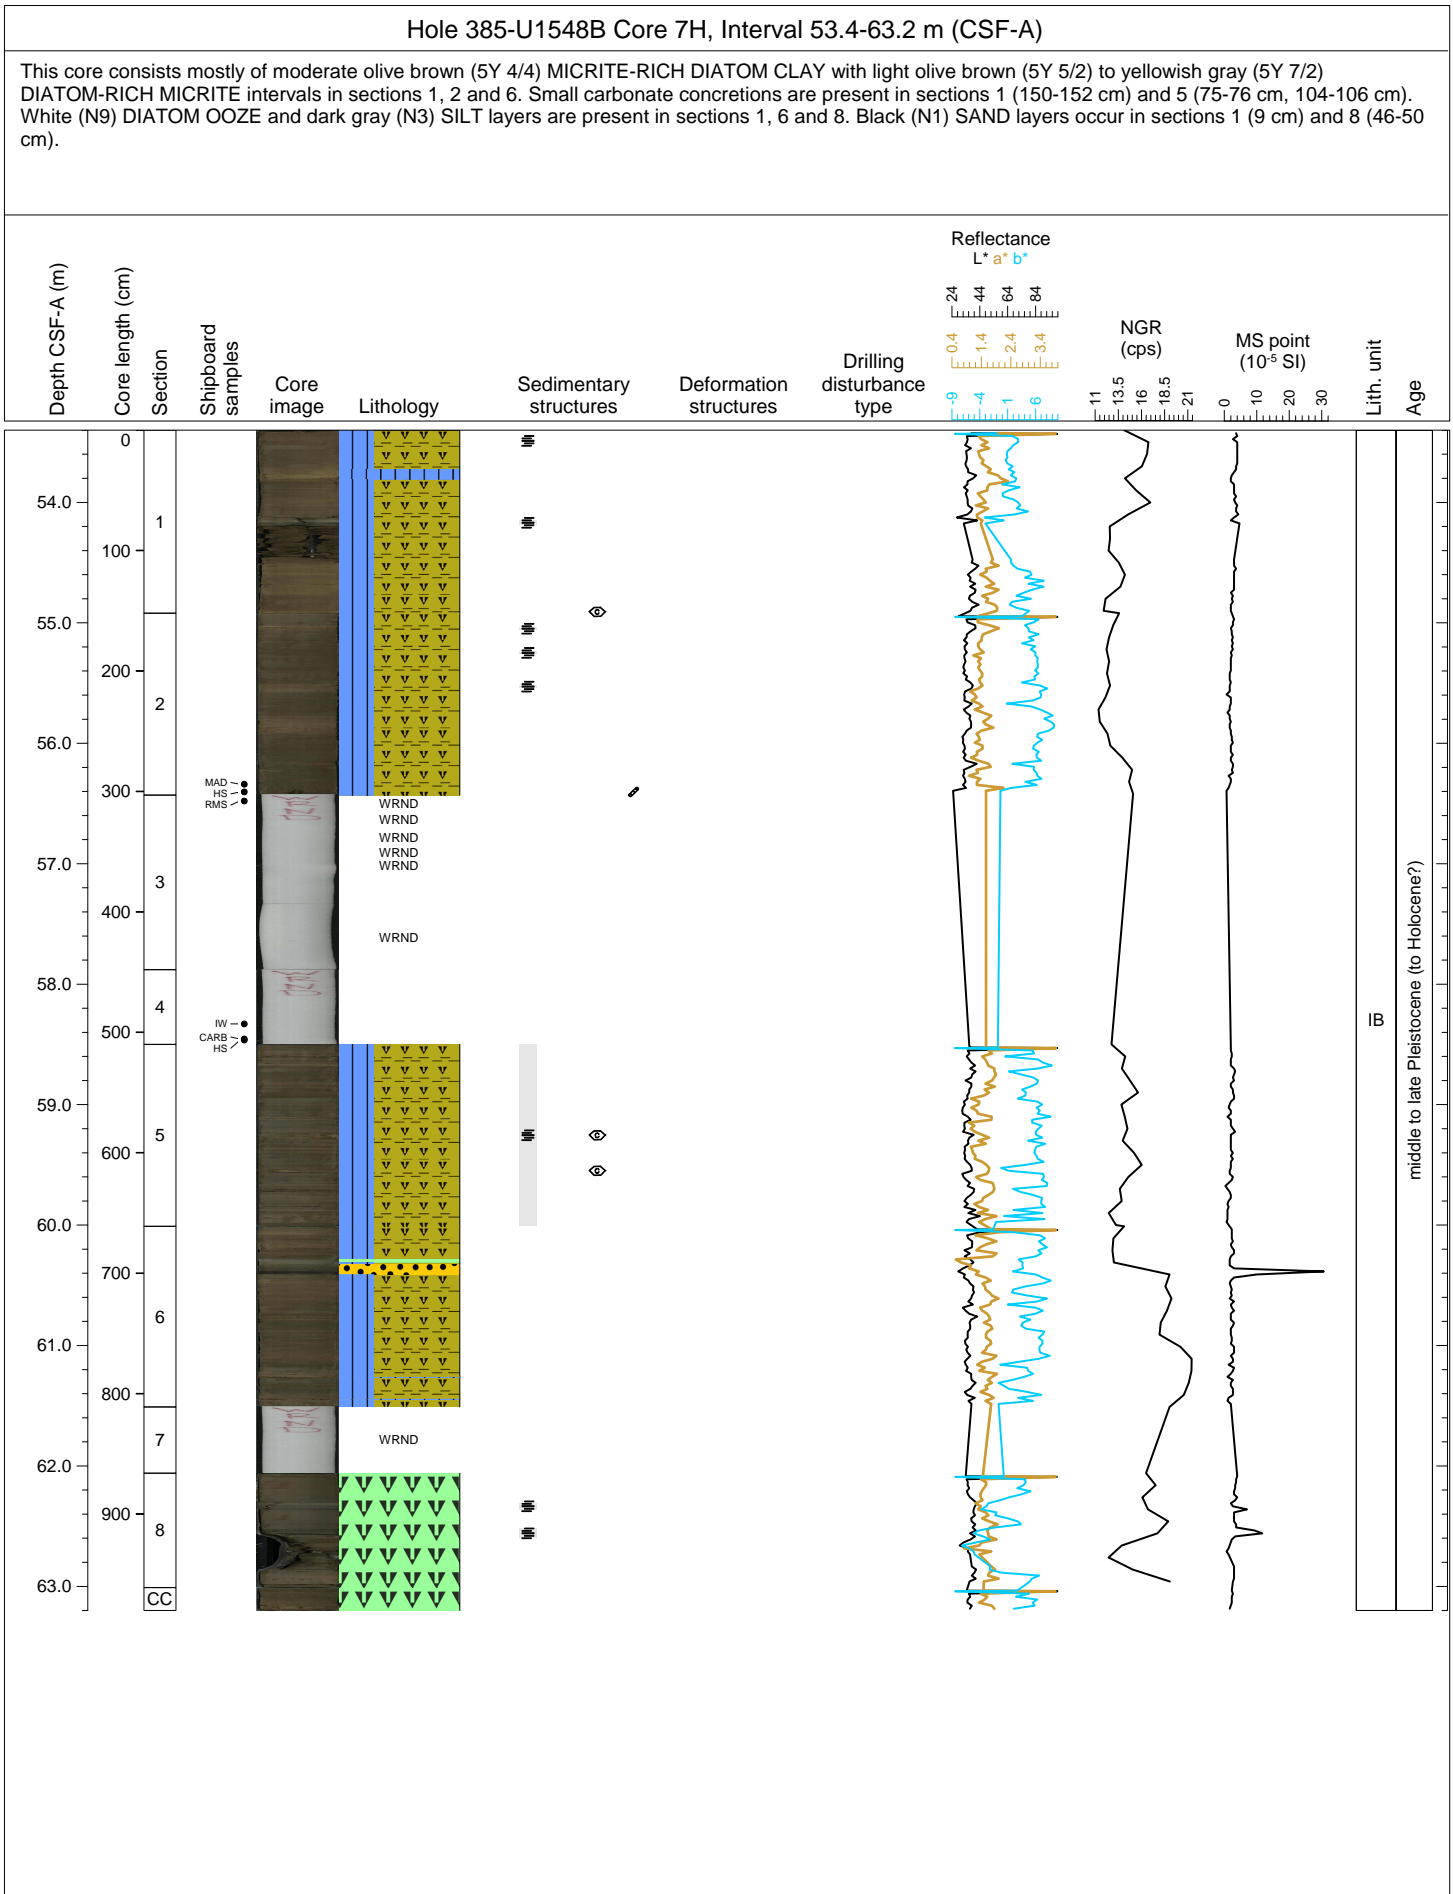 Hole 385-U1548B Core 7H, Interval 53.4-63.2 m (CSF-A)
This core consists mostly of moderate olive brown (5Y 4/4) MICRITE-RICH DIATOM CLAY with light olive brown (5Y 5/2) to yellowish gray (5Y 7/2)
DIATOM-RICH MICRITE intervals in sections 1, 2 and 6. Small carbonate concretions are present in sections 1 (150-152 cm) and 5 (75-76 cm, 104-106 cm).
White (N9) DIATOM OOZE and dark gray (N3) SILT layers are present in sections 1, 6 and 8. Black (N1) SAND layers occur in sections 1 (9 cm) and 8 (46-50
cm).
Depth CSF-A (m)
Core length (cm)
Section
Shipboard
samples
Core
image
Lithology
Sedimentary
structures
Deformation
structures
Drilling
disturbance
type
Reflectance
L* a* b*
24 44 64 84
0.4 1.4 2.4 3.4
-9 -4 1 6
NGR
(cps)
11 13.5 16 18.5 21
MS point
(10-5 SI)
0 10 20 30
Lith. unit
Age
54.0
55.0
56.0
57.0
58.0
59.0
60.0
61.0
62.0
63.0
0
100
200
300
400
500
600
700
800
900
1
2
3
4
5
6
7
8
CC
MAD
HS
RMS
IW
CARB
HS
WRND
WRND
WRND
WRND
WRND
WRND
WRND
IB
middle to late Pleistocene (to Holocene?)